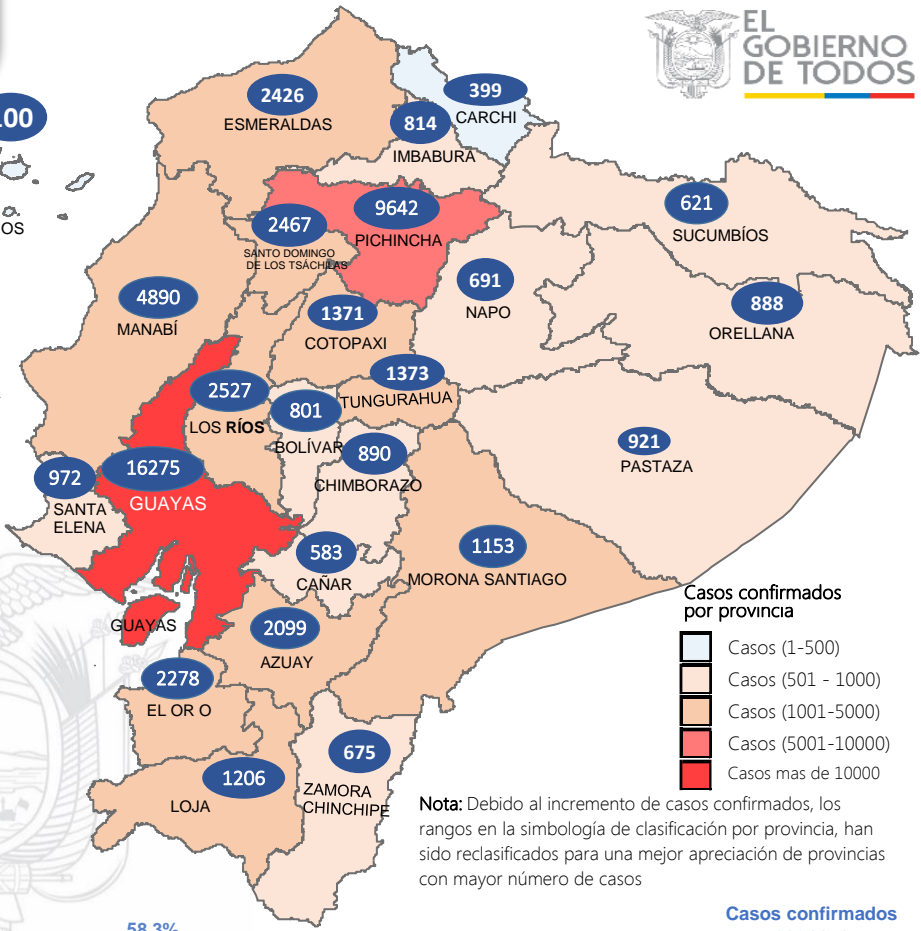 EL
GOBIERNO
DE TODOS
399
CARCHI
2426
ESMERALDAS
814
IMBABURA
OS
621
SUCUMBÍOS
9642
PICHINCHA
2467
SANTO DOMINGO
DE LOS TSÁCHILAS
691
NAPO
4890
MANABÍ
888
ORELLANA
1371
COTOPAXI
1373
TUNGURAHUA
2527
LOS RÍOS
801
BOLÍVAR
921
PASTAZA
890
CHIMBORAZO
972
SANTA
ELENA
16275
GUAYAS
583
CAÑAR
1153
MORONA SANTIAGO
GUAYAS
2099
AZUAY
2278
EL OR O
1206
LOJA
675
ZAMORA
CHINCHIPE
Casos confirmados
por provincia
Casos (1-500)
Casos (501 - 1000)
Casos (1001-5000)
Casos (5001-10000)
Casos mas de 10000
Nota: Debido al incremento de casos confirmados, los
rangos en la simbología de clasificación por provincia, han
sido reclasificados para una mejor apreciación de provincias
con mayor número de casos
58.3%
Casos confirmados